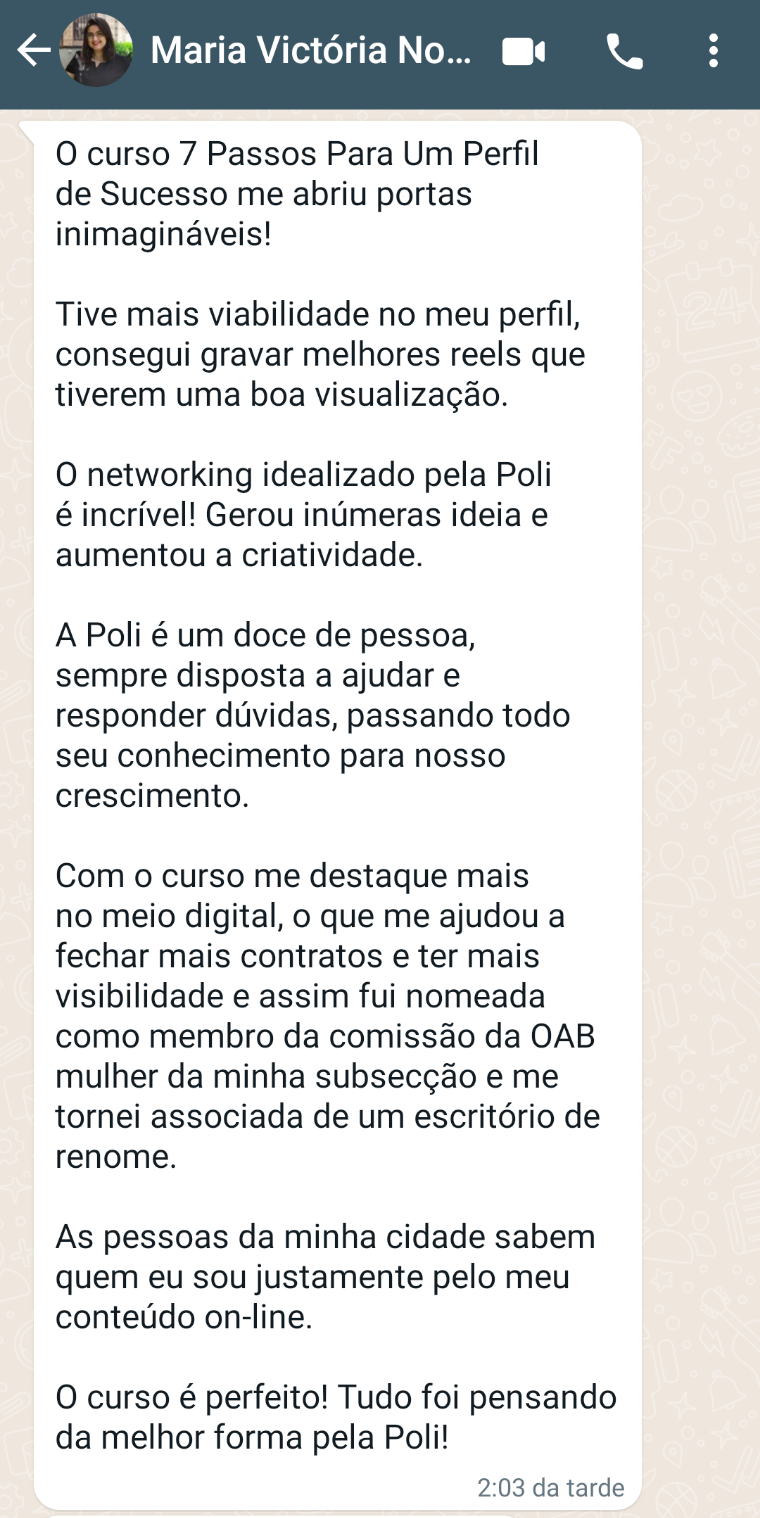 Maria Victória No...
O curso 7 Passos Para Um Perfil
de Sucesso me abriu portas
inimagináveis!
Tive mais viabilidade no meu perfil,
consegui gravar melhores reels que
tiverem uma boa visualização.
O networking idealizado pela Poli
é incrível! Gerou inúmeras ideia e
aumentou a criatividade.
A Poli é um doce de pessoa,
sempre disposta a ajudar e
responder dúvidas, passando todo
seu conhecimento para nosso
crescimento.
Com o curso me destaque mais
no meio digital, o que me ajudou a
fechar mais contratos e ter mais
visibilidade e assim fui nomeada
como membro da comissão da OAB
mulher da minha subsecção e me
tornei associada de um escritório de
renome.
As pessoas da minha cidade sabem
quem eu sou justamente pelo meu
conteúdo on-line.
O curso é perfeito! Tudo foi pensando
da melhor forma pela Poli!
2:03 da tarde